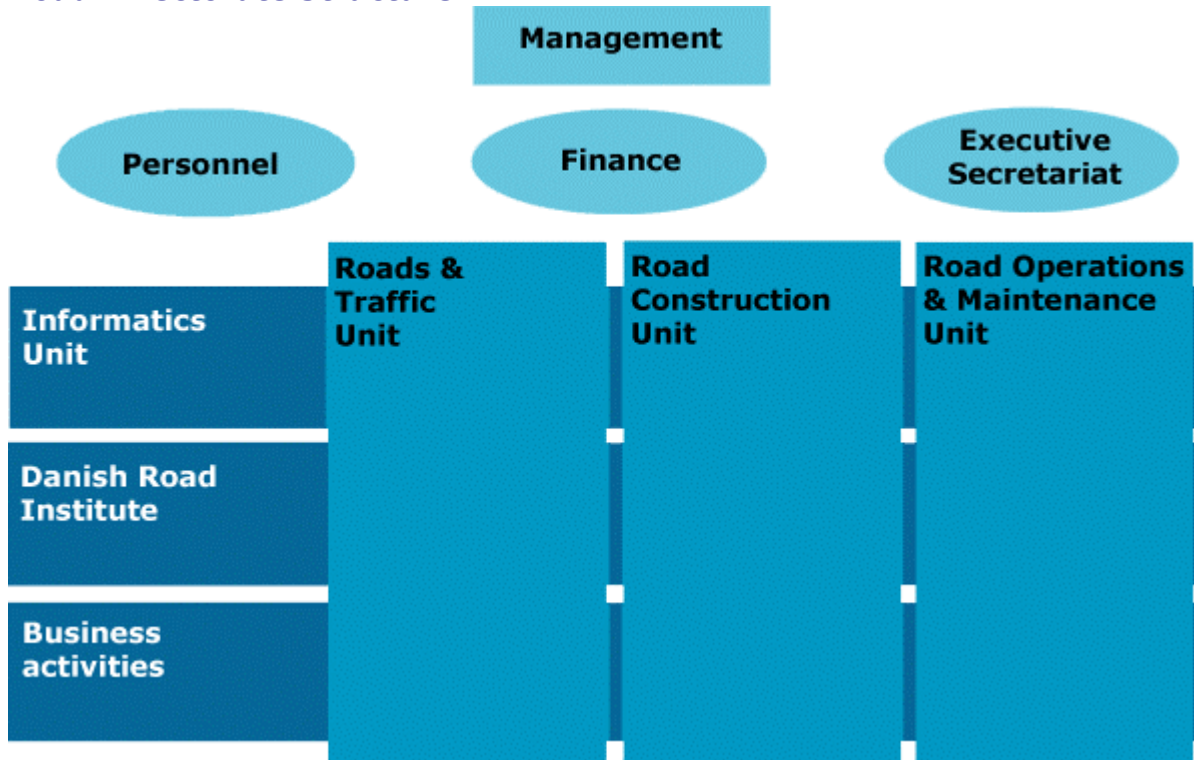 Management
Personnel
Finance
Executive
Secretariat
Roads &
Traffic
Unit
Road
Construction
Unit
Road Operations
& Maintenance
Unit
Informatics
Unit
Danish Road
Institute
Business
activities